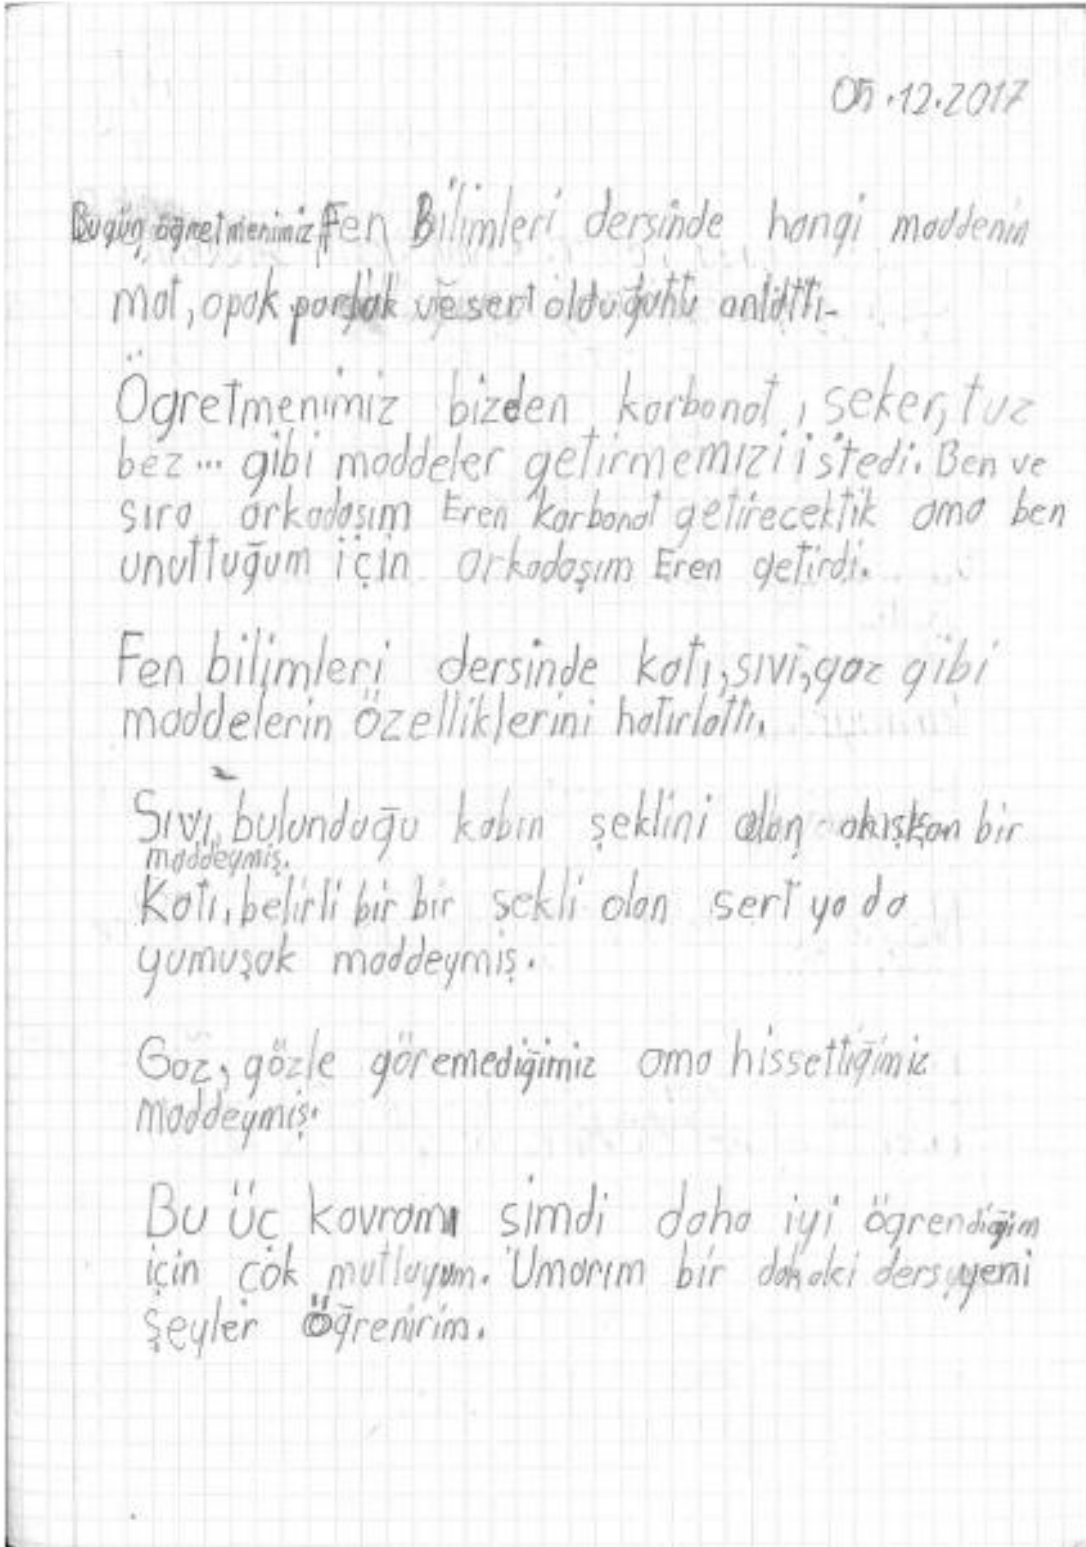 05.12.2017
Bugün öğretmenimiz Fen Bilimleri dersinde hangi maddenin
mat, opak parlak ve sert olduğunu anlattı.
Ögretmenimiz bizden karbonat, şeker, tuz
bez... gibi maddeler getirmemizi istedi. Ben ve
sıra arkadaşım Eren karbonat getirecektik ama ben
unuttuğum için arkadaşım Eren getirdi.
Fen bilimleri dersinde katı, sıvı, gaz gibi
maddelerin özelliklerini hatırlattı.
Sıvı, bulunduğu kabın şeklini alan akışkan bir
maddeymiş.
Katı, belirli bir bir şekli olan sert ya da
yumuşak maddeymiş.
Gaz, gözle göremediğimiz ama hissettiğimiz
maddeymiş.
Bu üç kavramı şimdi daha iyi öğrendiğim
için çok mutluyum. Umarım bir dahaki ders yeni
şeyler öğrenirim.